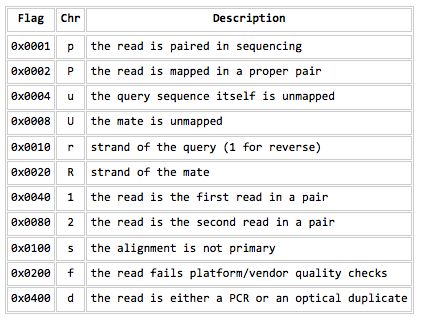 Flag Chr Description
0x0001 p the read is paired in sequencing
0x0002 P the read is mapped in a proper pair
0x0004 u the query sequence itself is unmapped
0x0008 U the mate is unmapped
0x0010 r strand of the query (1 for reverse)
0x0020 R strand of the mate
0x0040 1 the read is the first read in a pair
0x0080 2 the read is the second read in a pair
0x0100 s the alignment is not primary
0x0200 f the read fails platform/vendor quality checks
0x0400 d the read is either a PCR or an optical duplicate